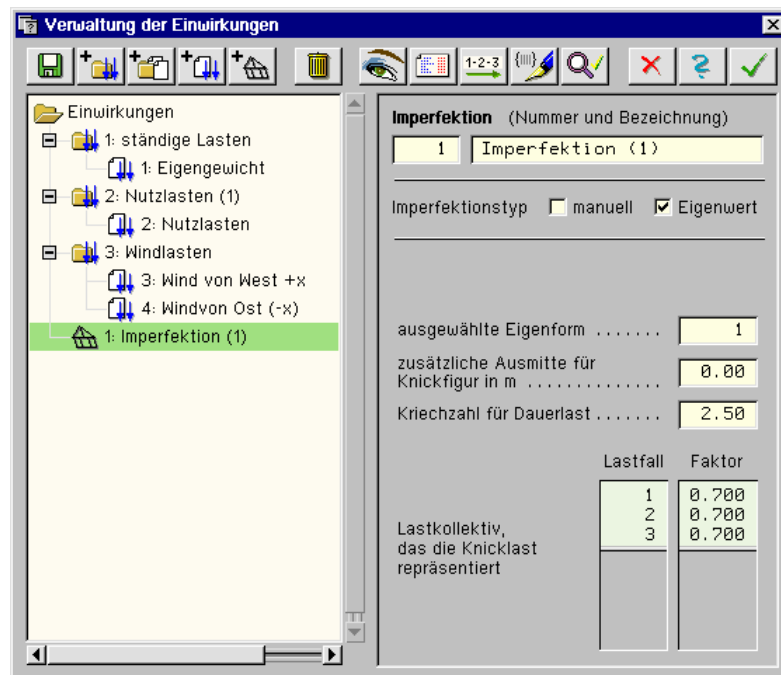 Verwaltung der Einwirkungen
1-2-3
Einwirkungen
1: ständige Lasten
1: Eigengewicht
2: Nutzlasten (1)
2: Nutzlasten
3: Windlasten
3: Wind von West +x
4: Windvon Ost (-x)
1: Imperfektion (1)
Imperfektion (Nummer und Bezeichnung)
1 Imperfektion (1)
Imperfektionstyp manuell Eigenwert
ausgewählte Eigenform ....... 1
zusätzliche Ausmitte für
Knickfigur in m .............. 0.00
Kriechzahl für Dauerlast ....... 2.50
Lastfall Faktor
1 0.700
2 0.700
3 0.700
Lastkollektiv,
das die Knicklast
repräsentiert